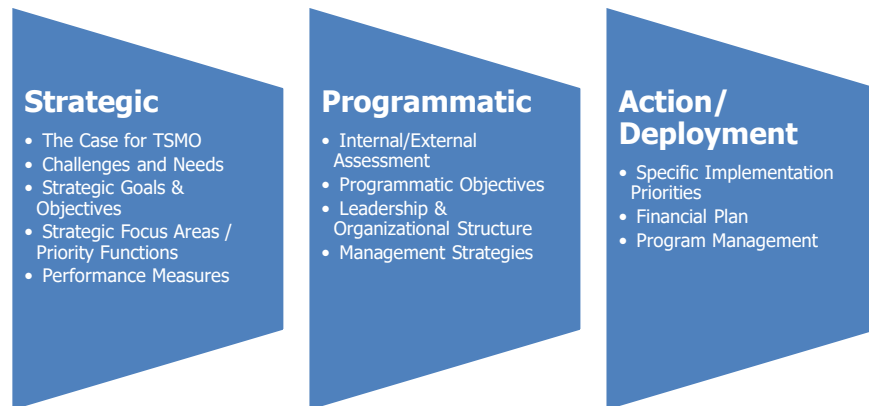 Strategic
• The Case for TSMO
• Challenges and Needs
• Strategic Goals &
Objectives
• Strategic Focus Areas /
Priority Functions
• Performance Measures
Programmatic
• Internal/External
Assessment
• Programmatic Objectives
• Leadership &
Organizational Structure
• Management Strategies
Action/
Deployment
• Specific Implementation
Priorities
• Financial Plan
• Program Management